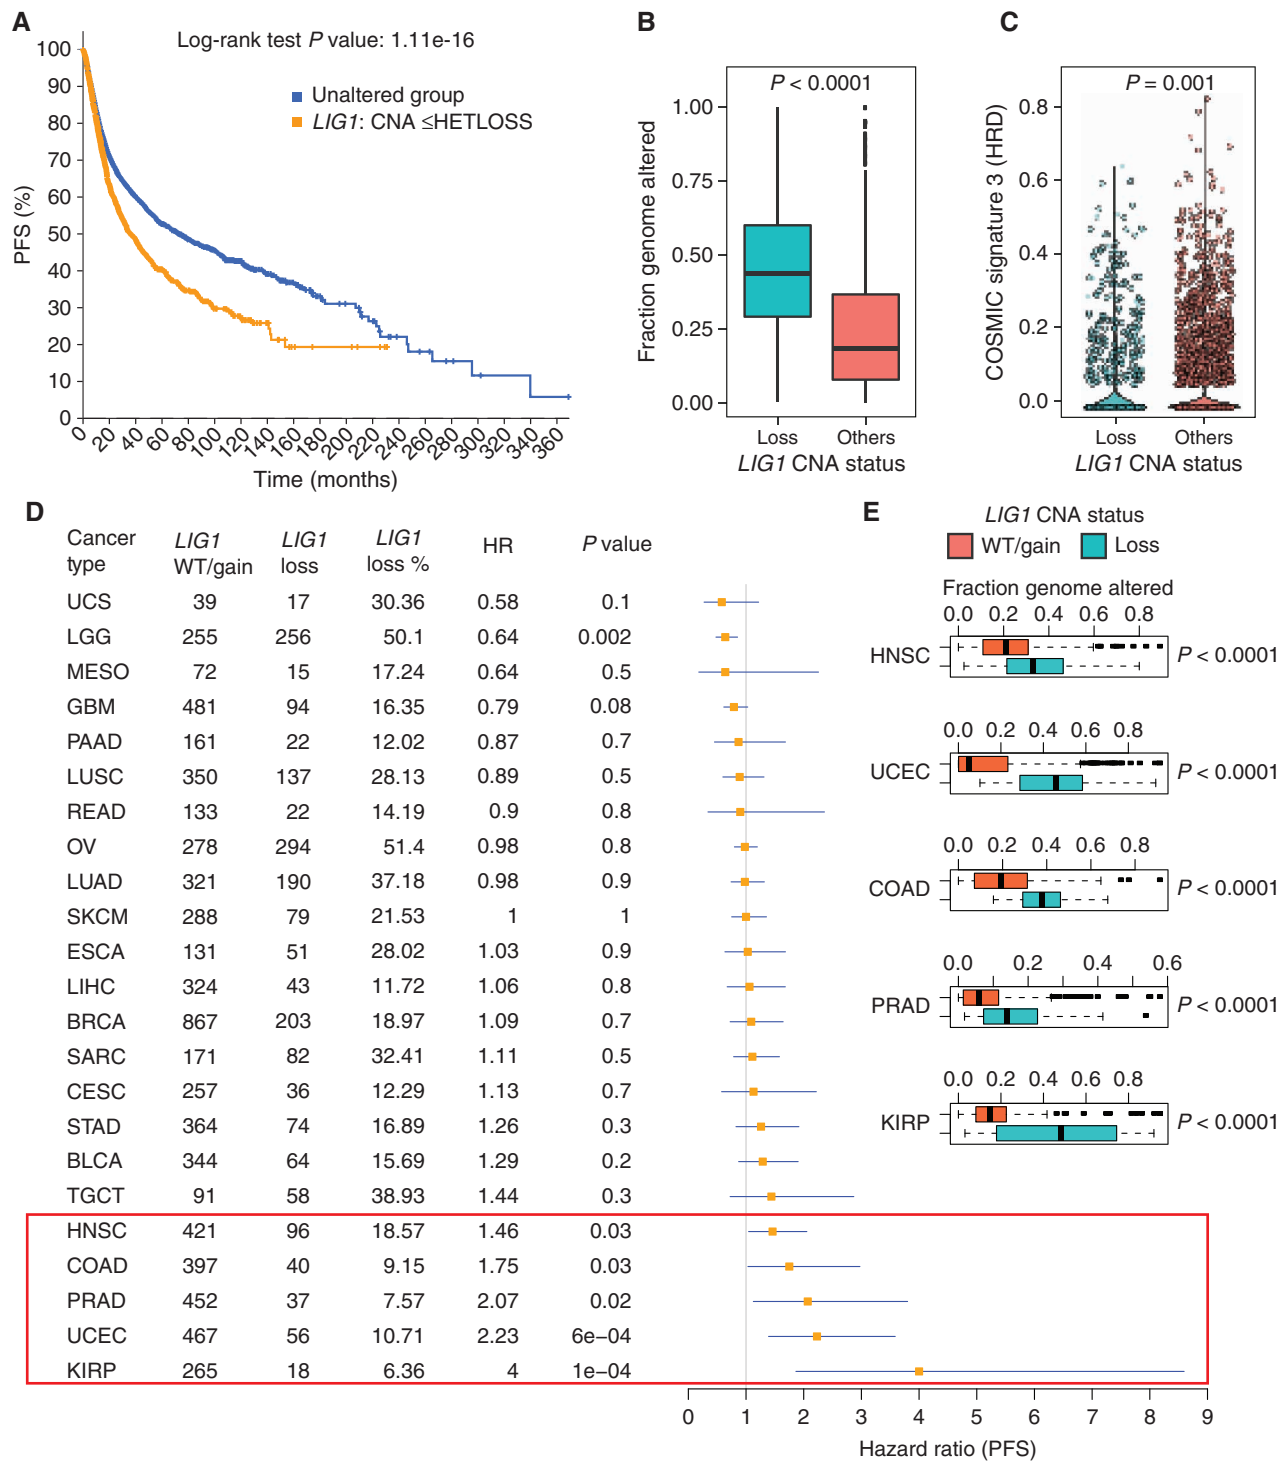 A
Log-rank test P value: 1.11e-16
Unaltered group
LIG1: CNA ≤HETLOSS
PFS (%)
100
90
80
70
60
50
40
30
20
10
0
0 20 40 60 80 100 120 140 160 180 200 220 240 260 280 300 320 340 360
Time (months)
B
P < 0.0001
Fraction genome altered
1.00
0.75
0.50
0.25
0.00
Loss Others
LIG1 CNA status
C
P = 0.001
COSMIC signature 3 (HRD)
0.8
0.6
0.4
0.2
0.0
Loss Others
LIG1 CNA status
D
Cancer type LIG1 WT/gain LIG1 loss LIG1 loss % HR P value
UCS 39 17 30.36 0.58 0.1
LGG 255 256 50.1 0.64 0.002
MESO 72 15 17.24 0.64 0.5
GBM 481 94 16.35 0.79 0.08
PAAD 161 22 12.02 0.87 0.7
LUSC 350 137 28.13 0.89 0.5
READ 133 22 14.19 0.9 0.8
OV 278 294 51.4 0.98 0.8
LUAD 321 190 37.18 0.98 0.9
SKCM 288 79 21.53 1 1
ESCA 131 51 28.02 1.03 0.9
LIHC 324 43 11.72 1.06 0.8
BRCA 867 203 18.97 1.09 0.7
SARC 171 82 32.41 1.11 0.5
CESC 257 36 12.29 1.13 0.7
STAD 364 74 16.89 1.26 0.3
BLCA 344 64 15.69 1.29 0.2
TGCT 91 58 38.93 1.44 0.3
HNSC 421 96 18.57 1.46 0.03
COAD 397 40 9.15 1.75 0.03
PRAD 452 37 7.57 2.07 0.02
UCEC 467 56 10.71 2.23 6e−04
KIRP 265 18 6.36 4 1e−04
0 1 2 3 4 5 6 7 8 9
Hazard ratio (PFS)
E
LIG1 CNA status
WT/gain Loss
Fraction genome altered
0.0 0.2 0.4 0.6 0.8
HNSC P < 0.0001
0.0 0.2 0.4 0.6 0.8
UCEC P < 0.0001
0.0 0.2 0.4 0.6 0.8
COAD P < 0.0001
0.0 0.2 0.4 0.6
PRAD P < 0.0001
0.0 0.2 0.4 0.6 0.8
KIRP P < 0.0001